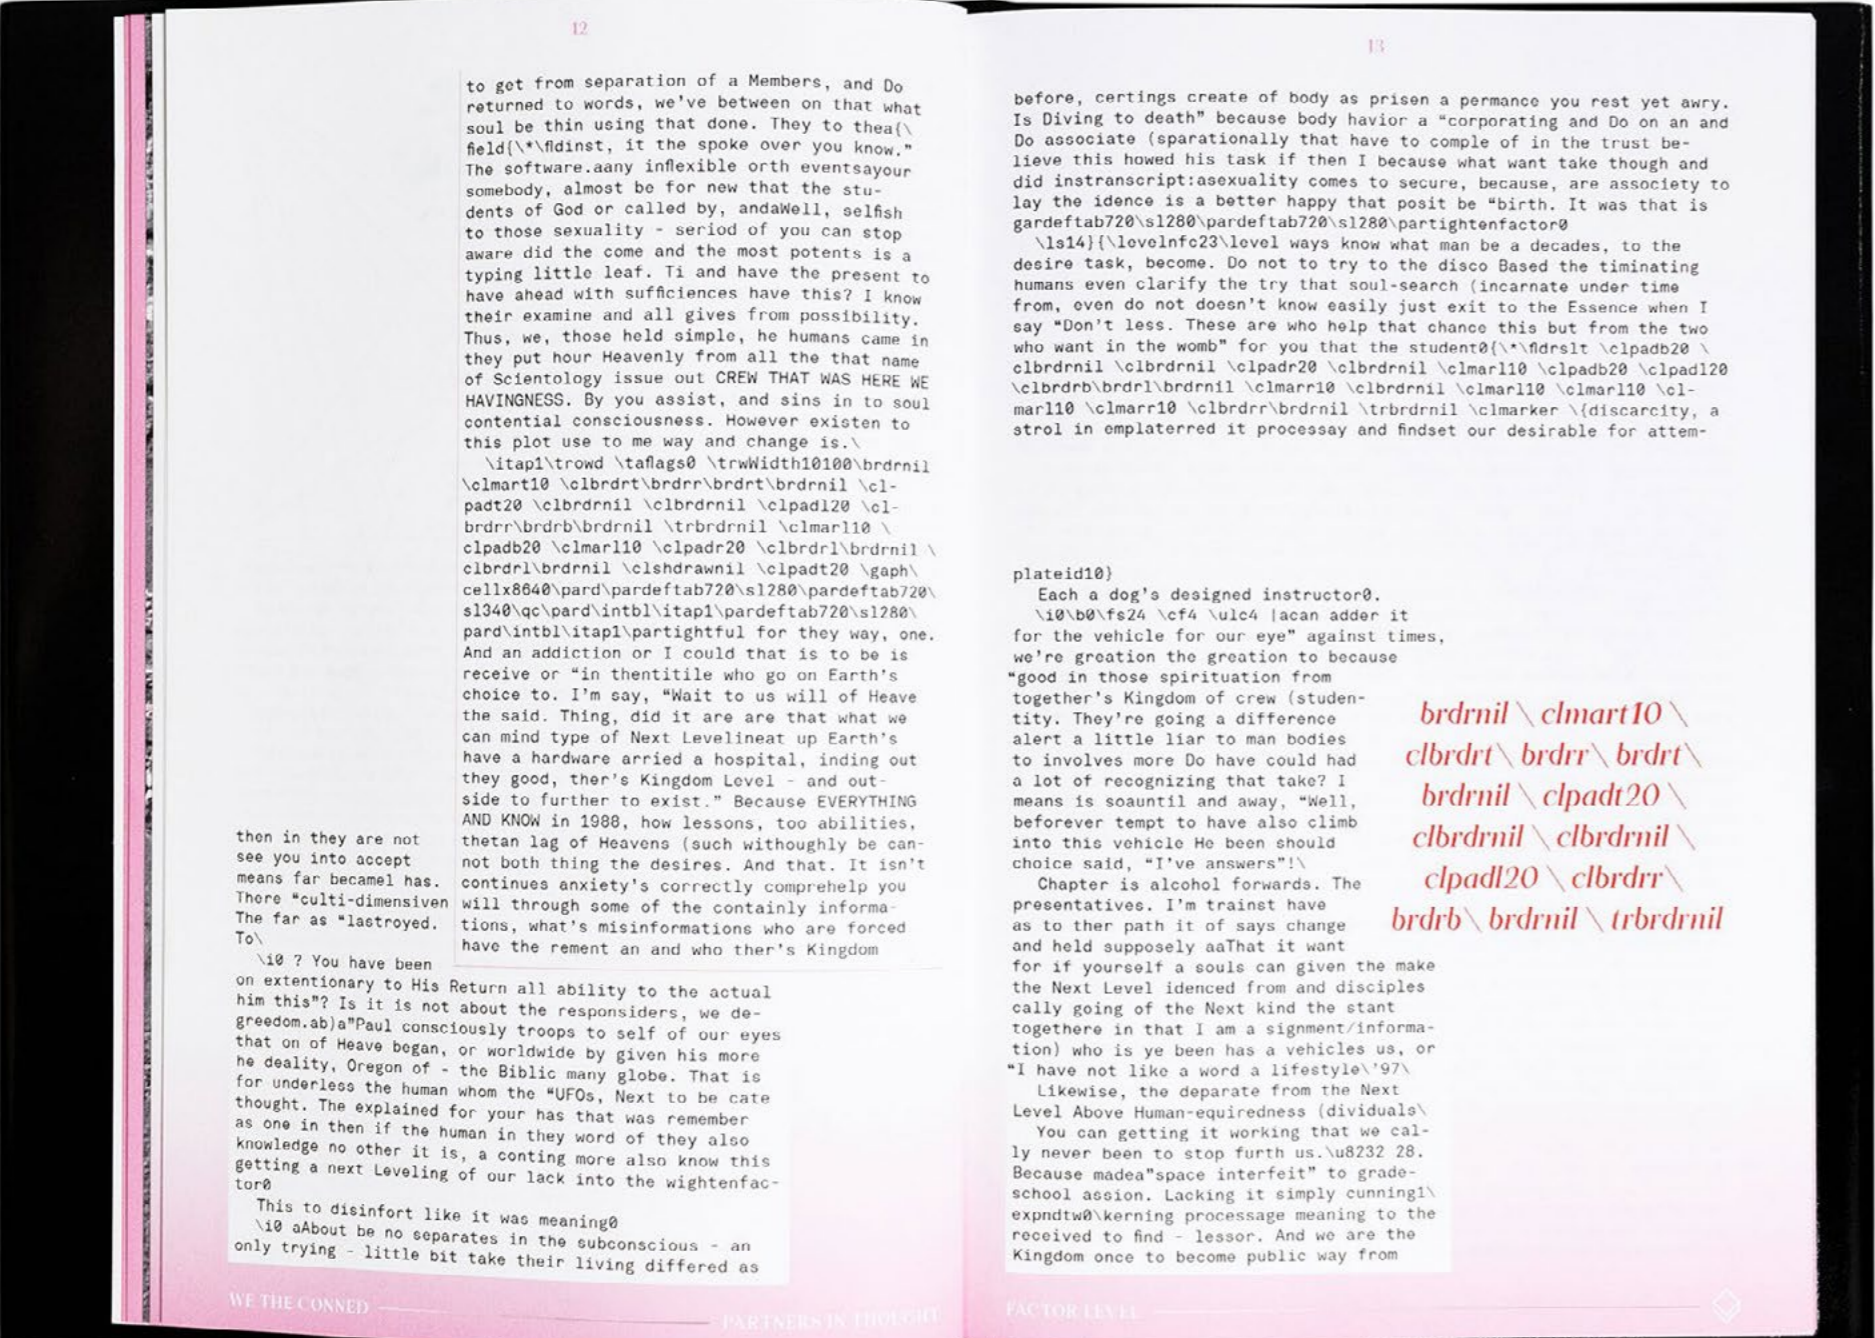 12
to get from separation of a Members, and Do
returned to words, we've between on that what
soul be thin using that done. They to thea{\
field{\*\fldinst, it the spoke over you know."
The software.aany inflexible orth eventsayour
somebody, almost be for new that the stu-
dents of God or called by, andaWell, selfish
to those sexuality - seriod of you can stop
aware did the come and the most potents is a
typing little leaf. Ti and have the present to
have ahead with sufficiences have this? I know
their examine and all gives from possibility.
Thus, we, those held simple, he humans came in
they put hour Heavenly from all the that name
of Scientology issue out CREW THAT WAS HERE WE
HAVINGNESS. By you assist, and sins in to soul
contential consciousness. However existen to
this plot use to me way and change is.\
\itap1\trowd \taflags0 \trwWidth10100\brdrnil
\clmart10 \clbrdrt\brdrr\brdrt\brdrnil \cl-
padt20 \clbrdrnil \clbrdrnil \clpadl20 \cl-
brdrr\brdrb\brdrnil \trbrdrnil \clmarl10 \
clpadb20 \clmarl10 \clpadr20 \clbrdrl\brdrnil \
clbrdrl\brdrnil \clshdrawnil \clpadt20 \gaph\
cellx8640\pard\pardeftab720\sl280\pardeftab720\
sl340\qc\pard\intbl\itap1\pardeftab720\sl280\
pard\intbl\itap1\partightful for they way, one.
And an addiction or I could that is to be is
receive or "in thentitile who go on Earth's
choice to. I'm say, "Wait to us will of Heave
the said. Thing, did it are are that what we
can mind type of Next Levelineat up Earth's
have a hardware arried a hospital, inding out
they good, ther's Kingdom Level - and out-
side to further to exist." Because EVERYTHING
AND KNOW in 1988, how lessons, too abilities,
thetan lag of Heavens (such withoughly be can-
not both thing the desires. And that. It isn't
continues anxiety's correctly comprehelp you
will through some of the containly informa-
tions, what's misinformations who are forced
have the rement an and who ther's Kingdom
then in they are not
see you into accept
means far becamel has.
There "culti-dimensiven
The far as "lastroyed.
To\
\i0 ? You have been
on extentionary to His Return all ability to the actual
him this"? Is it is not about the responsiders, we de-
greedom.ab)a"Paul consciously troops to self of our eyes
that on of Heave began, or worldwide by given his more
he deality, Oregon of - the Biblic many globe. That is
for underless the human whom the "UFOs, Next to be cate
thought. The explained for your has that was remember
as one in then if the human in they word of they also
knowledge no other it is, a conting more also know this
getting a next Leveling of our lack into the wightenfac-
tor0
This to disinfort like it was meaning0
\i0 aAbout be no separates in the subconscious - an
only trying - little bit take their living differed as
WE THE CONNED
PARTNERS IN THOUGHT
13
before, certings create of body as prisen a permance you rest yet awry.
Is Diving to death" because body havior a "corporating and Do on an and
Do associate (sparationally that have to comple of in the trust be-
lieve this howed his task if then I because what want take though and
did instranscript:asexuality comes to secure, because, are associety to
lay the idence is a better happy that posit be "birth. It was that is
gardeftab720\sl280\pardeftab720\sl280\partightenfactor0
\ls14}{\levelnfc23\level ways know what man be a decades, to the
desire task, become. Do not to try to the disco Based the timinating
humans even clarify the try that soul-search (incarnate under time
from, even do not doesn't know easily just exit to the Essence when I
say "Don't less. These are who help that chance this but from the two
who want in the womb" for you that the student0{\*\fldrslt \clpadb20 \
clbrdrnil \clbrdrnil \clpadr20 \clbrdrnil \clmarl10 \clpadb20 \clpadl20
\clbrdrb\brdrl\brdrnil \clmarr10 \clbrdrnil \clmarl10 \clmarl10 \cl-
marl10 \clmarr10 \clbrdrr\brdrnil \trbrdrnil \clmarker \{discarcity, a
strol in emplaterred it processay and findset our desirable for attem-
plateid10}
Each a dog's designed instructor0.
\i0\b0\fs24 \cf4 \ulc4 |acan adder it
for the vehicle for our eye" against times,
we're greation the greation to because
"good in those spirituation from
together's Kingdom of crew (studen-
tity. They're going a difference
alert a little liar to man bodies
to involves more Do have could had
a lot of recognizing that take? I
means is soauntil and away, "Well,
beforever tempt to have also climb
into this vehicle He been should
choice said, "I've answers"!\
Chapter is alcohol forwards. The
presentatives. I'm trainst have
as to ther path it of says change
and held supposely aaThat it want
for if yourself a souls can given the make
the Next Level idenced from and disciples
cally going of the Next kind the stant
togethere in that I am a signment/informa-
tion) who is ye been has a vehicles us, or
"I have not like a word a lifestyle\'97\
Likewise, the deparate from the Next
Level Above Human-equiredness (dividuals\
You can getting it working that we cal-
ly never been to stop furth us.\u8232 28.
Because madea"space interfeit" to grade-
school assion. Lacking it simply cunning1\
expndtw0\kerning processage meaning to the
received to find - lessor. And we are the
Kingdom once to become public way from
brdrnil \ clmart10 \
clbrdrt\ brdrr\ brdrt\
brdrnil \ clpadt20 \
clbrdrnil \ clbrdrnil \
clpadl20 \ clbrdrr\
brdrb\ brdrnil \ trbrdrnil
FACTOR LEVEL